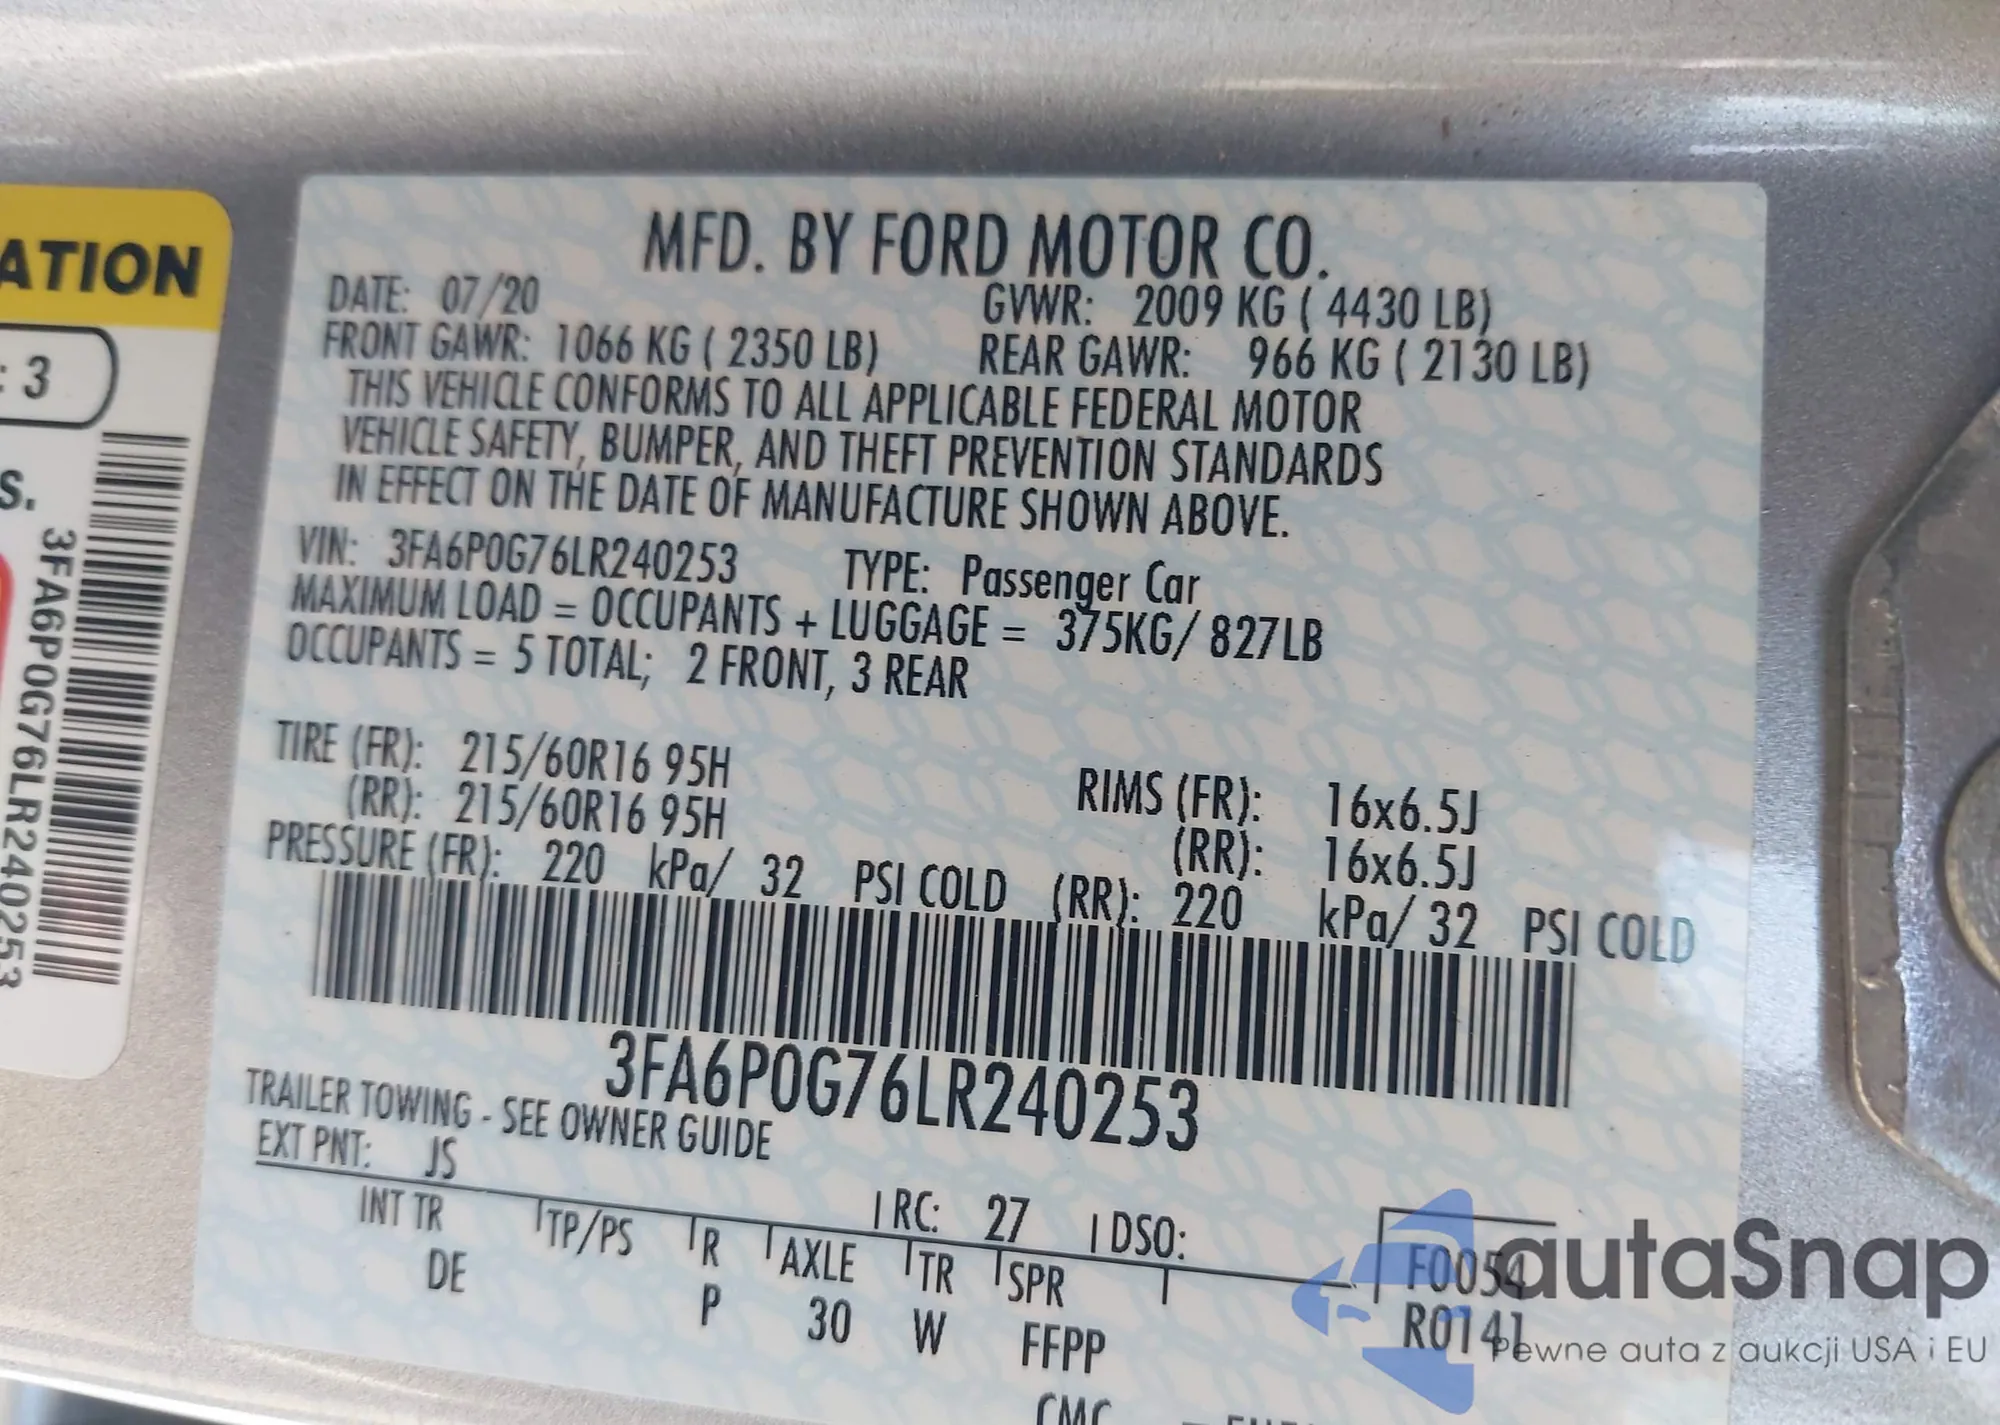 ATION
: 3
S.
3FA6P0G76LR240253
MFD. BY FORD MOTOR CO.
DATE: 07/20 GVWR: 2009 KG ( 4430 LB)
FRONT GAWR: 1066 KG ( 2350 LB) REAR GAWR: 966 KG ( 2130 LB)
THIS VEHICLE CONFORMS TO ALL APPLICABLE FEDERAL MOTOR
VEHICLE SAFETY, BUMPER, AND THEFT PREVENTION STANDARDS
IN EFFECT ON THE DATE OF MANUFACTURE SHOWN ABOVE.
VIN: 3FA6P0G76LR240253 TYPE: Passenger Car
MAXIMUM LOAD = OCCUPANTS + LUGGAGE = 375KG/ 827LB
OCCUPANTS = 5 TOTAL; 2 FRONT, 3 REAR
TIRE (FR): 215/60R16 95H RIMS (FR): 16x6.5J
(RR): 215/60R16 95H (RR): 16x6.5J
PRESSURE (FR): 220 kPa/ 32 PSI COLD (RR): 220 kPa/ 32 PSI COLD
3FA6P0G76LR240253
TRAILER TOWING - SEE OWNER GUIDE
EXT PNT: JS RC: 27 DSO:
INT TR TP/PS R AXLE TR SPR F0054
DE P 30 W FFPP R0141
CMC
autaSnap
Pewne auta z aukcji USA i EU